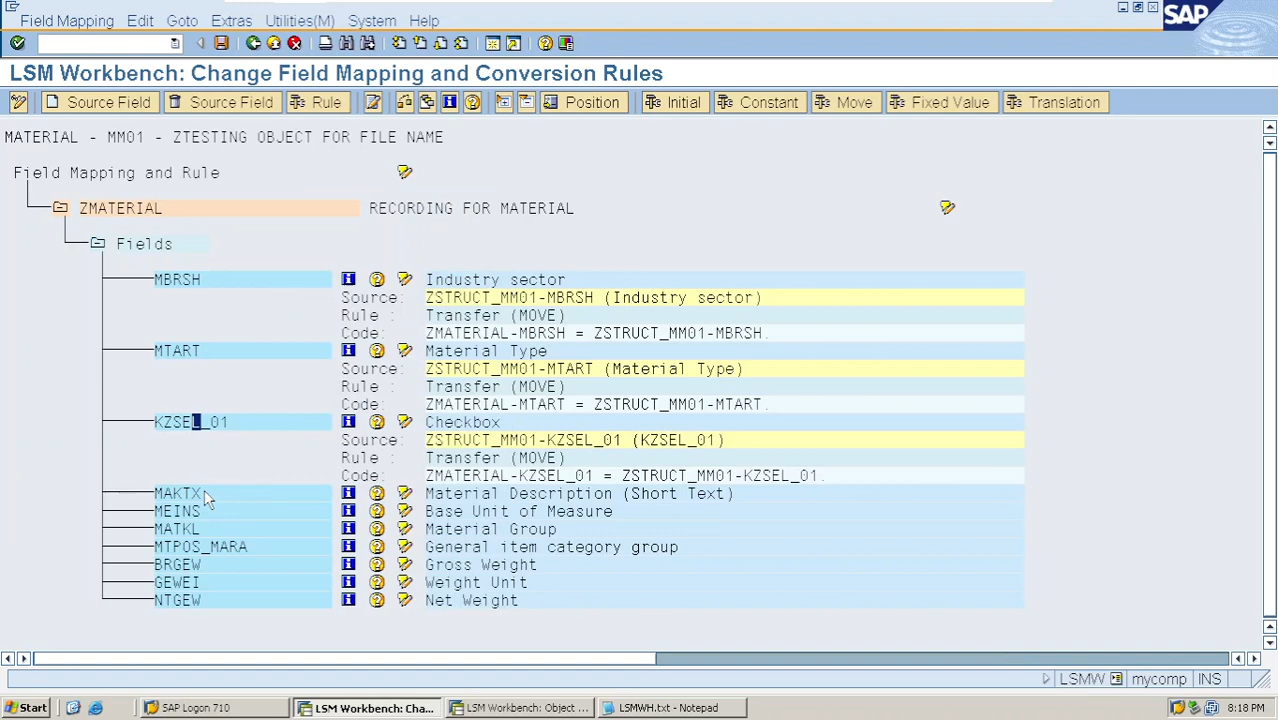 Field Mapping Edit Goto Extras Utilities(M) System Help
SAP
LSM Workbench: Change Field Mapping and Conversion Rules
Source Field Source Field Rule Position Initial Constant Move Fixed Value Translation
MATERIAL - MM01 - ZTESTING OBJECT FOR FILE NAME
Field Mapping and Rule
ZMATERIAL RECORDING FOR MATERIAL
Fields
MBRSH Industry sector
Source: ZSTRUCT_MM01-MBRSH (Industry sector)
Rule : Transfer (MOVE)
Code: ZMATERIAL-MBRSH = ZSTRUCT_MM01-MBRSH.
MTART Material Type
Source: ZSTRUCT_MM01-MTART (Material Type)
Rule : Transfer (MOVE)
Code: ZMATERIAL-MTART = ZSTRUCT_MM01-MTART.
KZSEL_01 Checkbox
Source: ZSTRUCT_MM01-KZSEL_01 (KZSEL_01)
Rule : Transfer (MOVE)
Code: ZMATERIAL-KZSEL_01 = ZSTRUCT_MM01-KZSEL_01.
MAKTX Material Description (Short Text)
MEINS Base Unit of Measure
MATKL Material Group
MTPOS_MARA General item category group
BRGEW Gross Weight
GEWEI Weight Unit
NTGEW Net Weight
LSMW mycomp INS
Start SAP Logon 710 LSM Workbench: Cha... LSM Workbench: Object ... LSMWH.txt - Notepad 8:18 PM